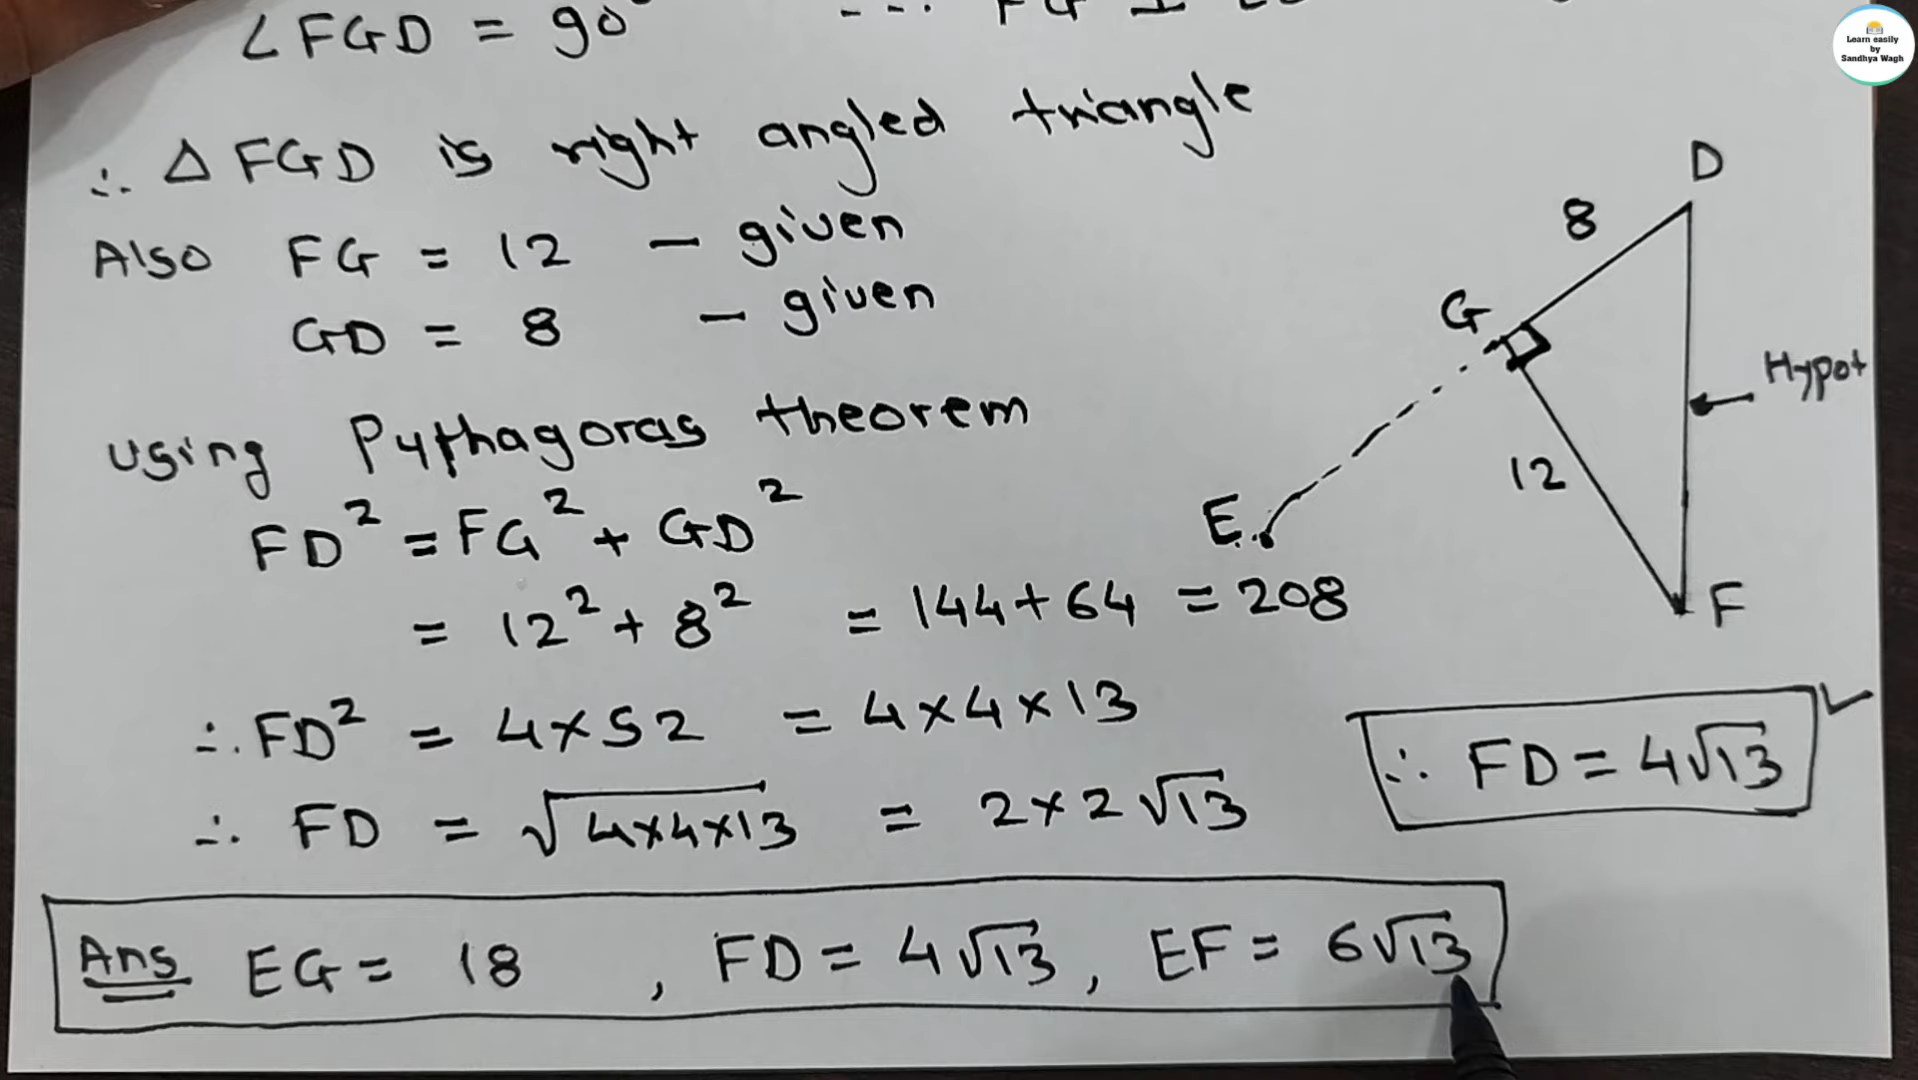 ∠FGD = 90°
∴ Δ FGD is right angled triangle
Also FG = 12 — given
GD = 8 — given
using Pythagoras theorem
FD² = FG² + GD²
= 12² + 8² = 144 + 64 = 208
∴ FD² = 4×52 = 4×4×13
∴ FD = √4×4×13 = 2×2√13
∴ FD = 4√13 ✓
Ans EG = 18 , FD = 4√13 , EF = 6√13
D
8
G
Hypot
12
E
F
Learn easily
by
Sandhya Wagh